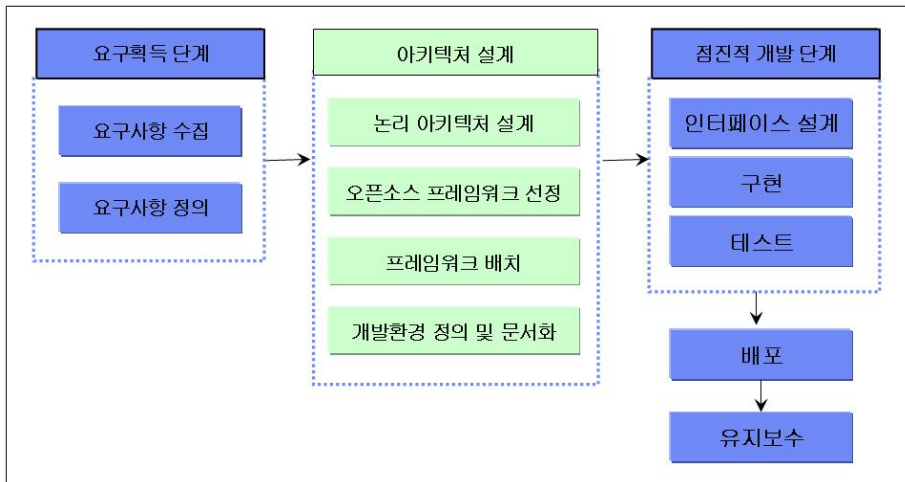 요구획득 단계
요구사항 수집
요구사항 정의
아키텍처 설계
논리 아키텍처 설계
오픈소스 프레임워크 선정
프레임워크 배치
개발환경 정의 및 문서화
점진적 개발 단계
인터페이스 설계
구현
테스트
배포
유지보수